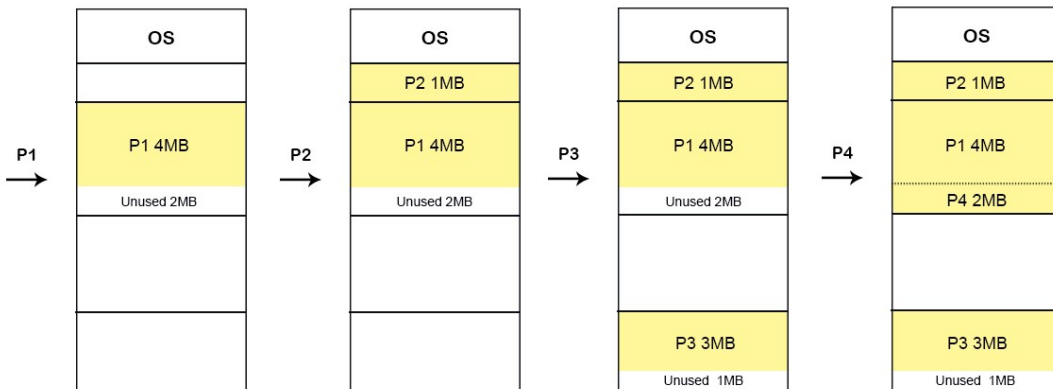 P1
OS
P1 4MB
Unused 2MB
P2
OS
P2 1MB
P1 4MB
Unused 2MB
P3
OS
P2 1MB
P1 4MB
Unused 2MB
P3 3MB
Unused 1MB
P4
OS
P2 1MB
P1 4MB
P4 2MB
P3 3MB
Unused 1MB